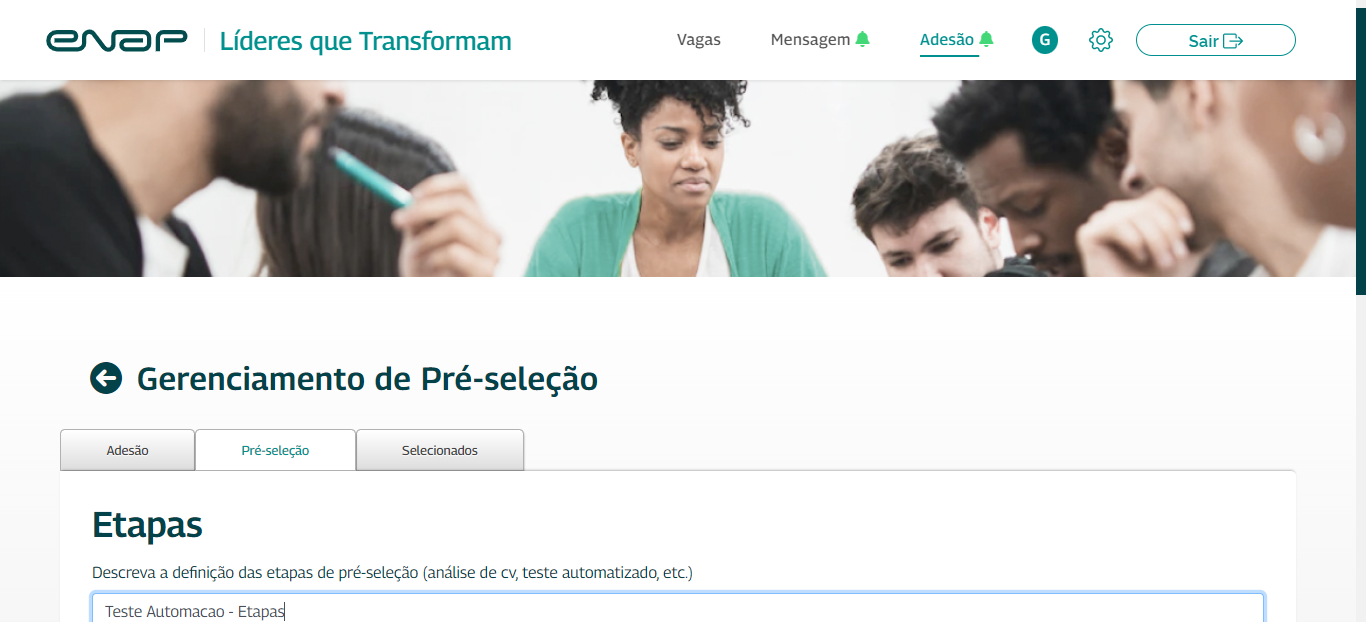 enap Líderes que Transformam Vagas Mensagem Adesão G Sair
Gerenciamento de Pré-seleção
Adesão Pré-seleção Selecionados
Etapas
Descreva a definição das etapas de pré-seleção (análise de cv, teste automatizado, etc.)
Teste Automacao - Etapas